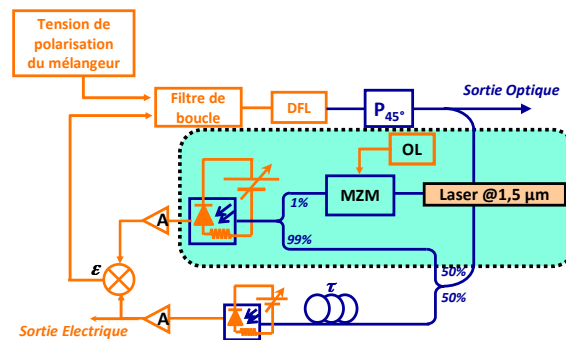 Tension de
polarisation
du mélangeur
Sortie Optique
Filtre de
boucle
DFL
P45°
OL
MZM
Laser @1,5 µm
1%
99%
A
ε
50%
50%
τ
A
Sortie Electrique